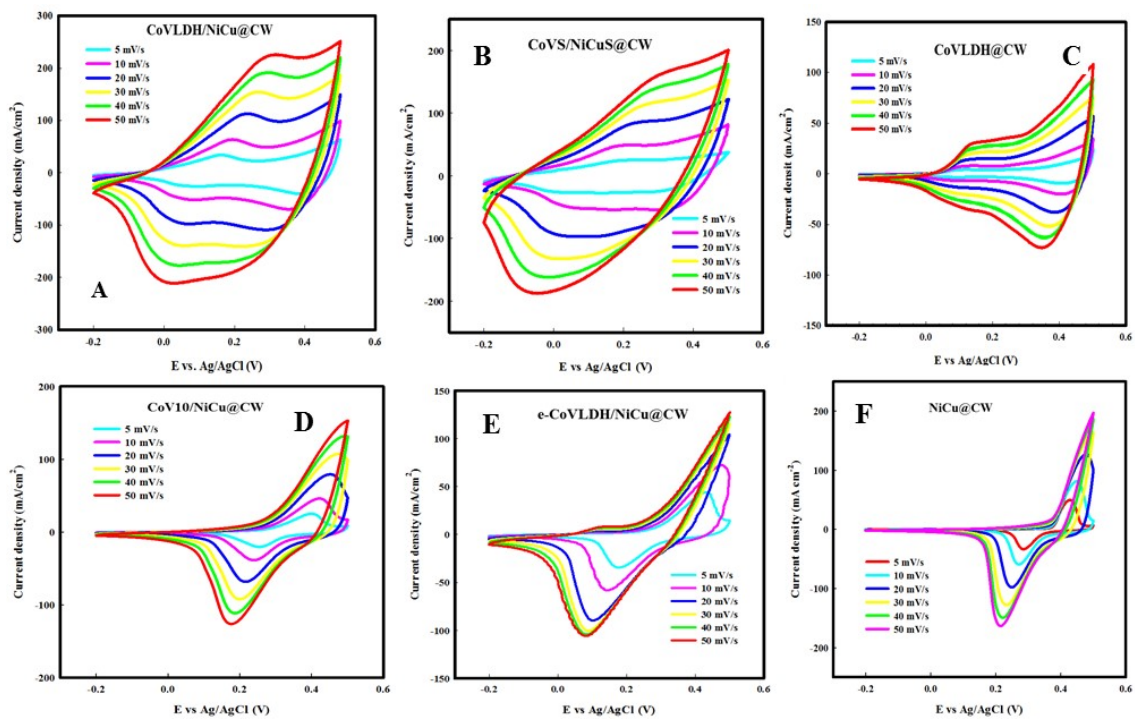 CoVLDH/NiCu@CW
5 mV/s
10 mV/s
20 mV/s
30 mV/s
40 mV/s
50 mV/s
A
300
200
100
0
-100
-200
-300
Current density (mA/cm2)
-0.2 0.0 0.2 0.4 0.6
E vs. Ag/AgCl (V)
B
CoVS/NiCuS@CW
5 mV/s
10 mV/s
20 mV/s
30 mV/s
40 mV/s
50 mV/s
200
100
0
-100
-200
Current density (mA/cm2)
-0.2 0.0 0.2 0.4 0.6
E vs Ag/AgCl (V)
CoVLDH@CW
C
5 mV/s
10 mV/s
20 mV/s
30 mV/s
40 mV/s
50 mV/s
150
100
50
0
-50
-100
-150
Current densit (mA/cm2)
-0.2 0.0 0.2 0.4 0.6
E vs Ag/AgCl (V)
CoV10/NiCu@CW
D
5 mV/s
10 mV/s
20 mV/s
30 mV/s
40 mV/s
50 mV/s
200
100
0
-100
-200
Current density (mA/cm2)
-0.2 0.0 0.2 0.4 0.6
E vs Ag/AgCl (V)
e-CoVLDH/NiCu@CW
E
5 mV/s
10 mV/s
20 mV/s
30 mV/s
40 mV/s
50 mV/s
150
100
50
0
-50
-100
-150
Current density (mA/cm2)
-0.2 0.0 0.2 0.4 0.6
E vs Ag/AgCl (V)
F
NiCu@CW
5 mV/s
10 mV/s
20 mV/s
30 mV/s
40 mV/s
50 mV/s
200
100
0
-100
-200
Current density (mA cm-2)
-0.2 0.0 0.2 0.4 0.6
E vs Ag/AgCl (V)